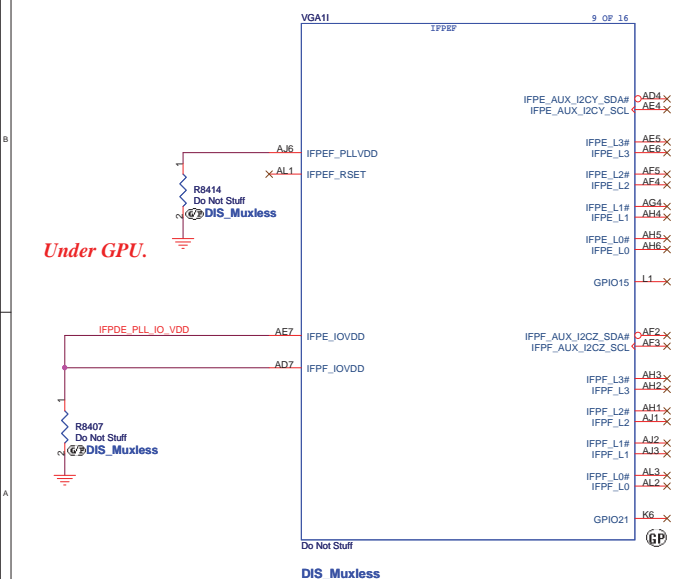 VGA1I
9 OF 16
IFPEF
IFPE_AUX_I2CY_SDA#
AD4
IFPE_AUX_I2CY_SCL
AE4
B
IFPE_L3#
AE5
IFPE_L3
AE6
AJ6
IFPEF_PLLVDD
1
AL1
IFPEF_RSET
IFPE_L2#
AF5
IFPE_L2
AF4
R8414
Do Not Stuff
2
GP
DIS_Muxless
IFPE_L1#
AG4
IFPE_L1
AH4
Under GPU.
IFPE_L0#
AH5
IFPE_L0
AH6
GPIO15
L1
IFPDE_PLL_IO_VDD
AE7
IFPE_IOVDD
IFPF_AUX_I2CZ_SDA#
AF2
IFPF_AUX_I2CZ_SCL
AF3
AD7
IFPF_IOVDD
IFPF_L3#
AH3
IFPF_L3
AH2
1
IFPF_L2#
AH1
IFPF_L2
AJ1
R8407
Do Not Stuff
2
GP
DIS_Muxless
IFPF_L1#
AJ2
IFPF_L1
AJ3
IFPF_L0#
AL3
IFPF_L0
AL2
A
GPIO21
K6
GP
Do Not Stuff
DIS_Muxless